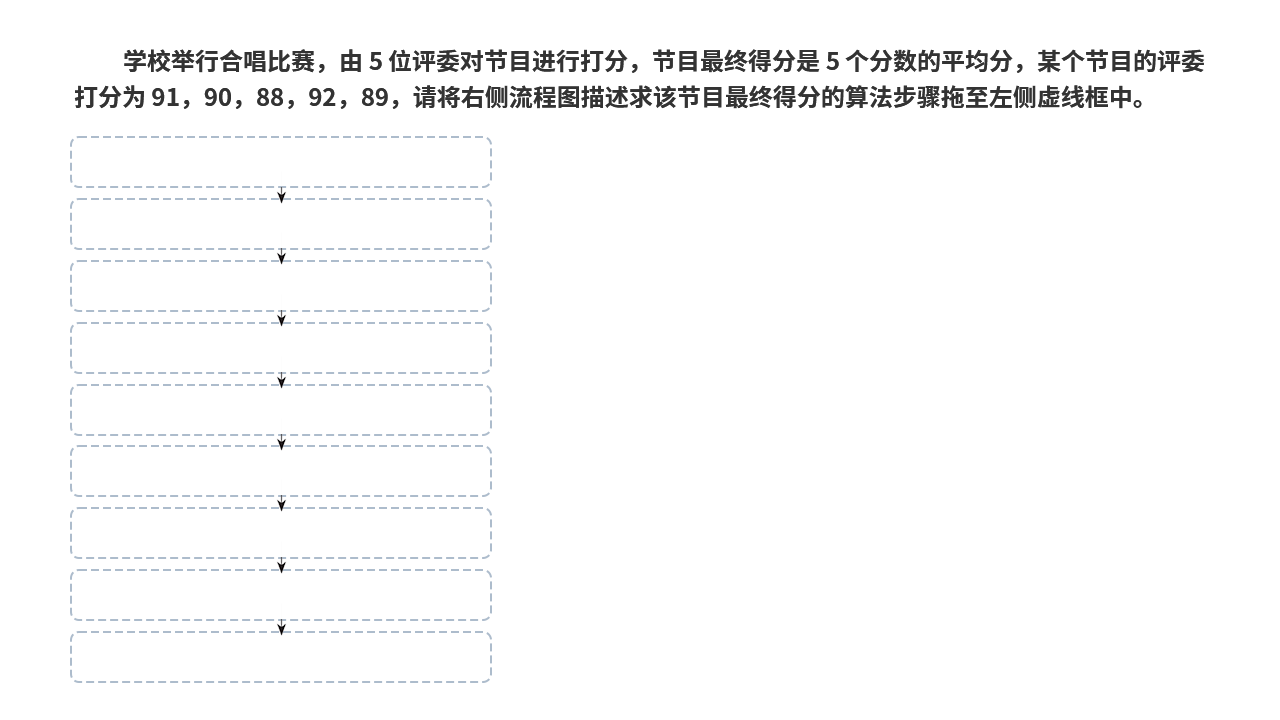 学校举行合唱比赛，由 5 位评委对节目进行打分，节目最终得分是 5 个分数的平均分，某个节目的评委
打分为 91，90，88，92，89，请将右侧流程图描述求该节目最终得分的算法步骤拖至左侧虚线框中。